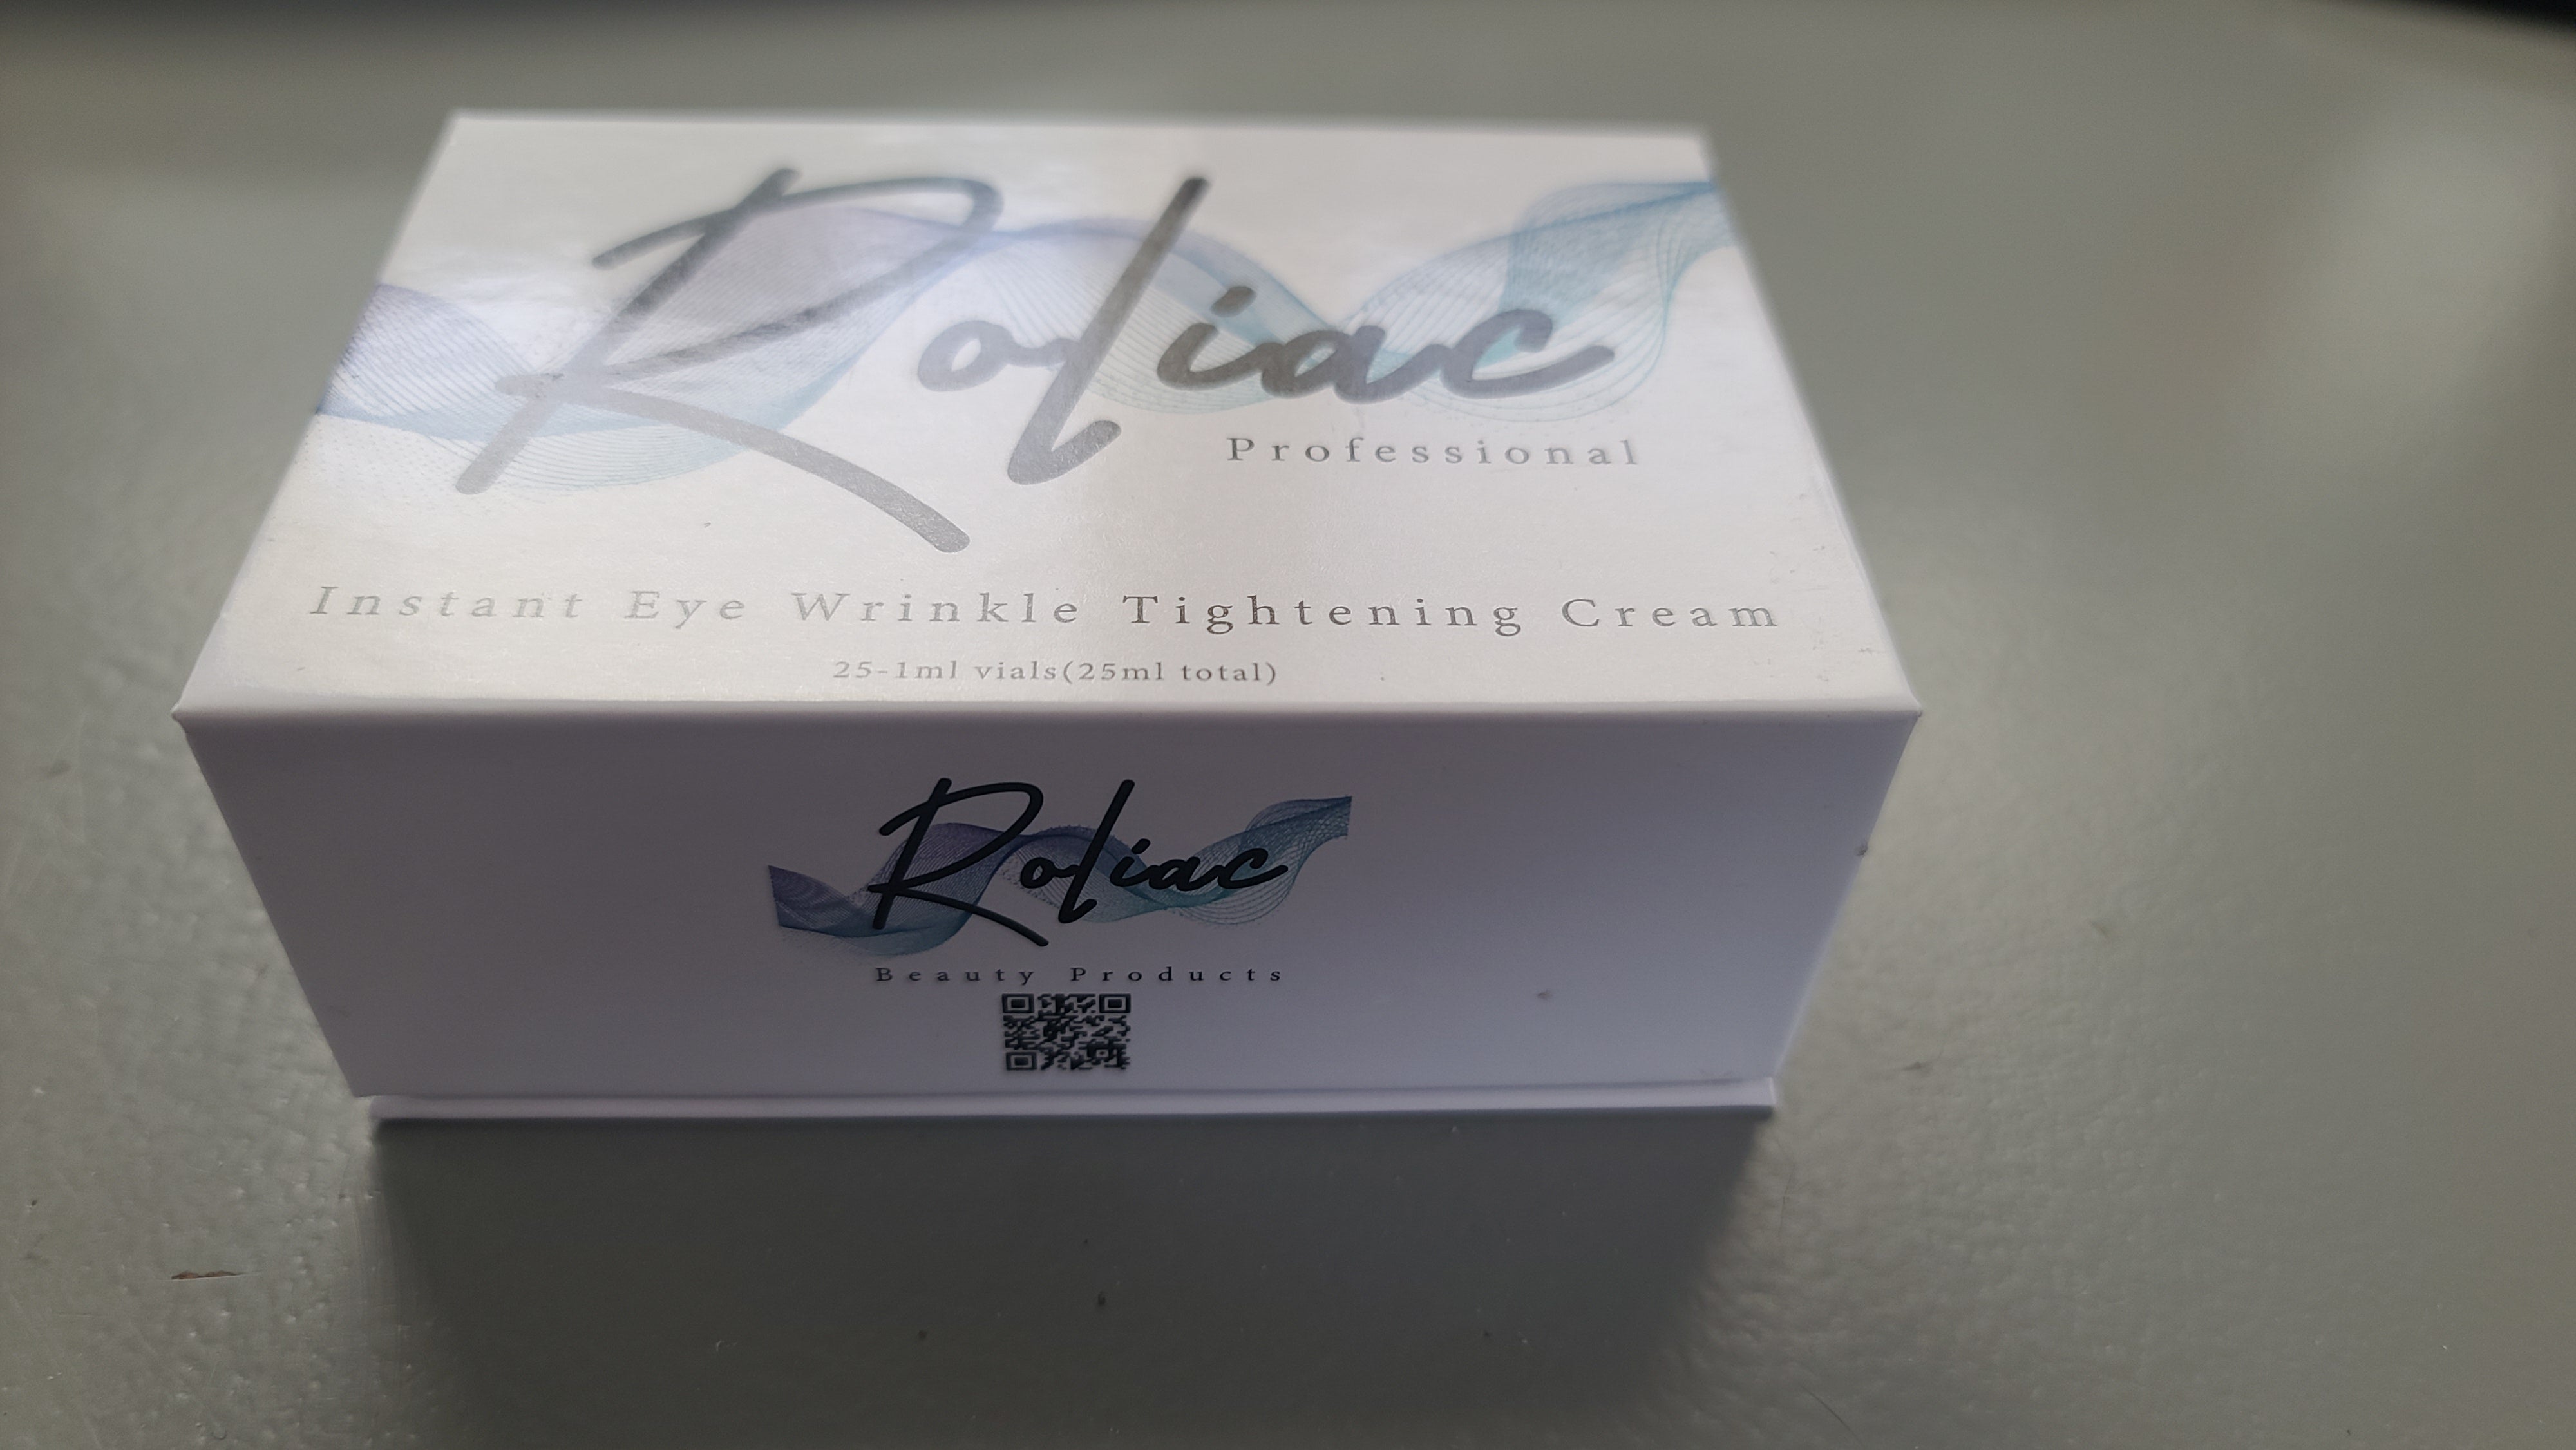 Roliac
Professional
Instant Eye Wrinkle Tightening Cream
25-1ml vials(25ml total)
Roliac
Beauty Products